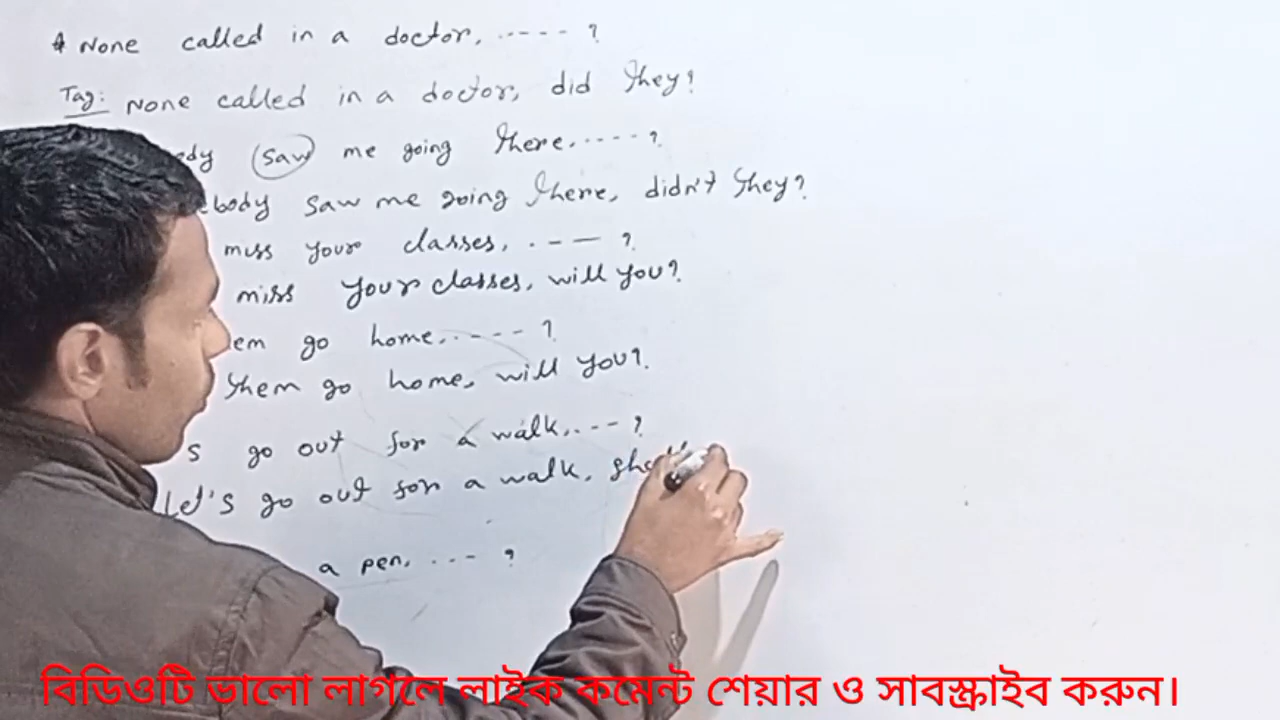 * None called in a doctor, ----- ?
Tag: None called in a doctor, did they?
saw me going there, ---- ?
body saw me going there, didn't they?
miss your classes, --- ?
miss your classes, will you?
go home, ---- ?
them go home, will you?
s go out for a walk, --- ?
Let's go out for a walk,
a pen, --- ?
বিডিওটি ভালো লাগলে লাইক কমেন্ট শেয়ার ও সাবস্ক্রাইব করুন।